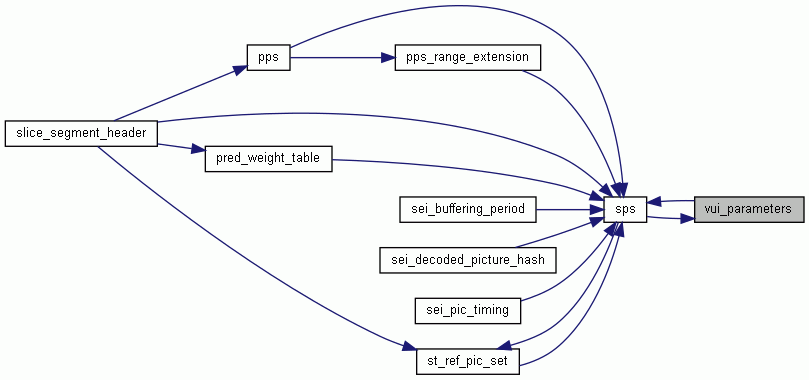 pps
pps_range_extension
slice_segment_header
pred_weight_table
sei_buffering_period
sps
vui_parameters
sei_decoded_picture_hash
sei_pic_timing
st_ref_pic_set